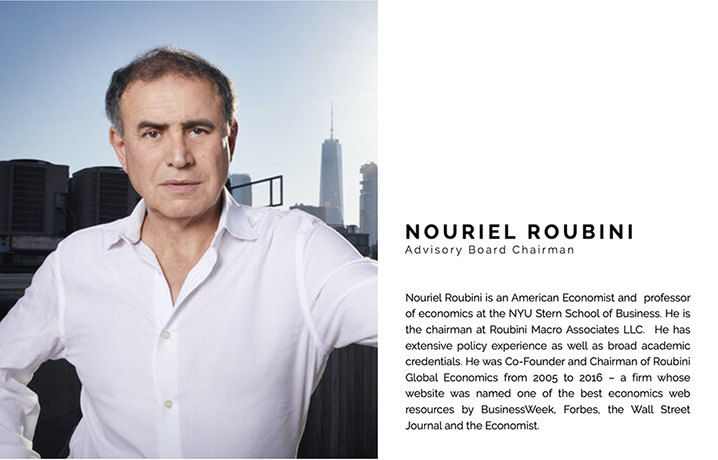 NOURIEL ROUBINI
Advisory Board Chairman
Nouriel Roubini is an American Economist and professor
of economics at the NYU Stern School of Business. He is
the chairman at Roubini Macro Associates LLC. He has
extensive policy experience as well as broad academic
credentials. He was Co-Founder and Chairman of Roubini
Global Economics from 2005 to 2016 – a firm whose
website was named one of the best economics web
resources by BusinessWeek, Forbes, the Wall Street
Journal and the Economist.